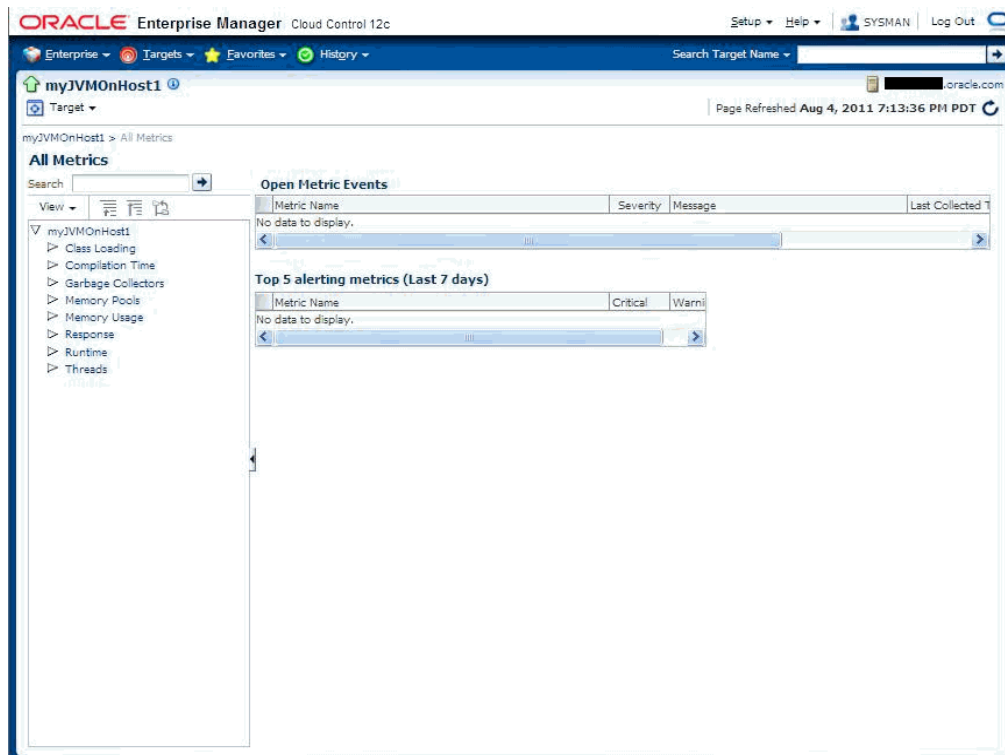 ORACLE Enterprise Manager Cloud Control 12c
Setup Help SYSMAN Log Out
Enterprise Targets Favorites History Search Target Name
myJVMOnHost1
.oracle.com
Target
Page Refreshed Aug 4, 2011 7:13:36 PM PDT
myJVMOnHost1 > All Metrics
All Metrics
Search
View
myJVMOnHost1
Class Loading
Compilation Time
Garbage Collectors
Memory Pools
Memory Usage
Response
Runtime
Threads
Open Metric Events
Metric Name Severity Message Last Collected T
No data to display.
Top 5 alerting metrics (Last 7 days)
Metric Name Critical Warni
No data to display.